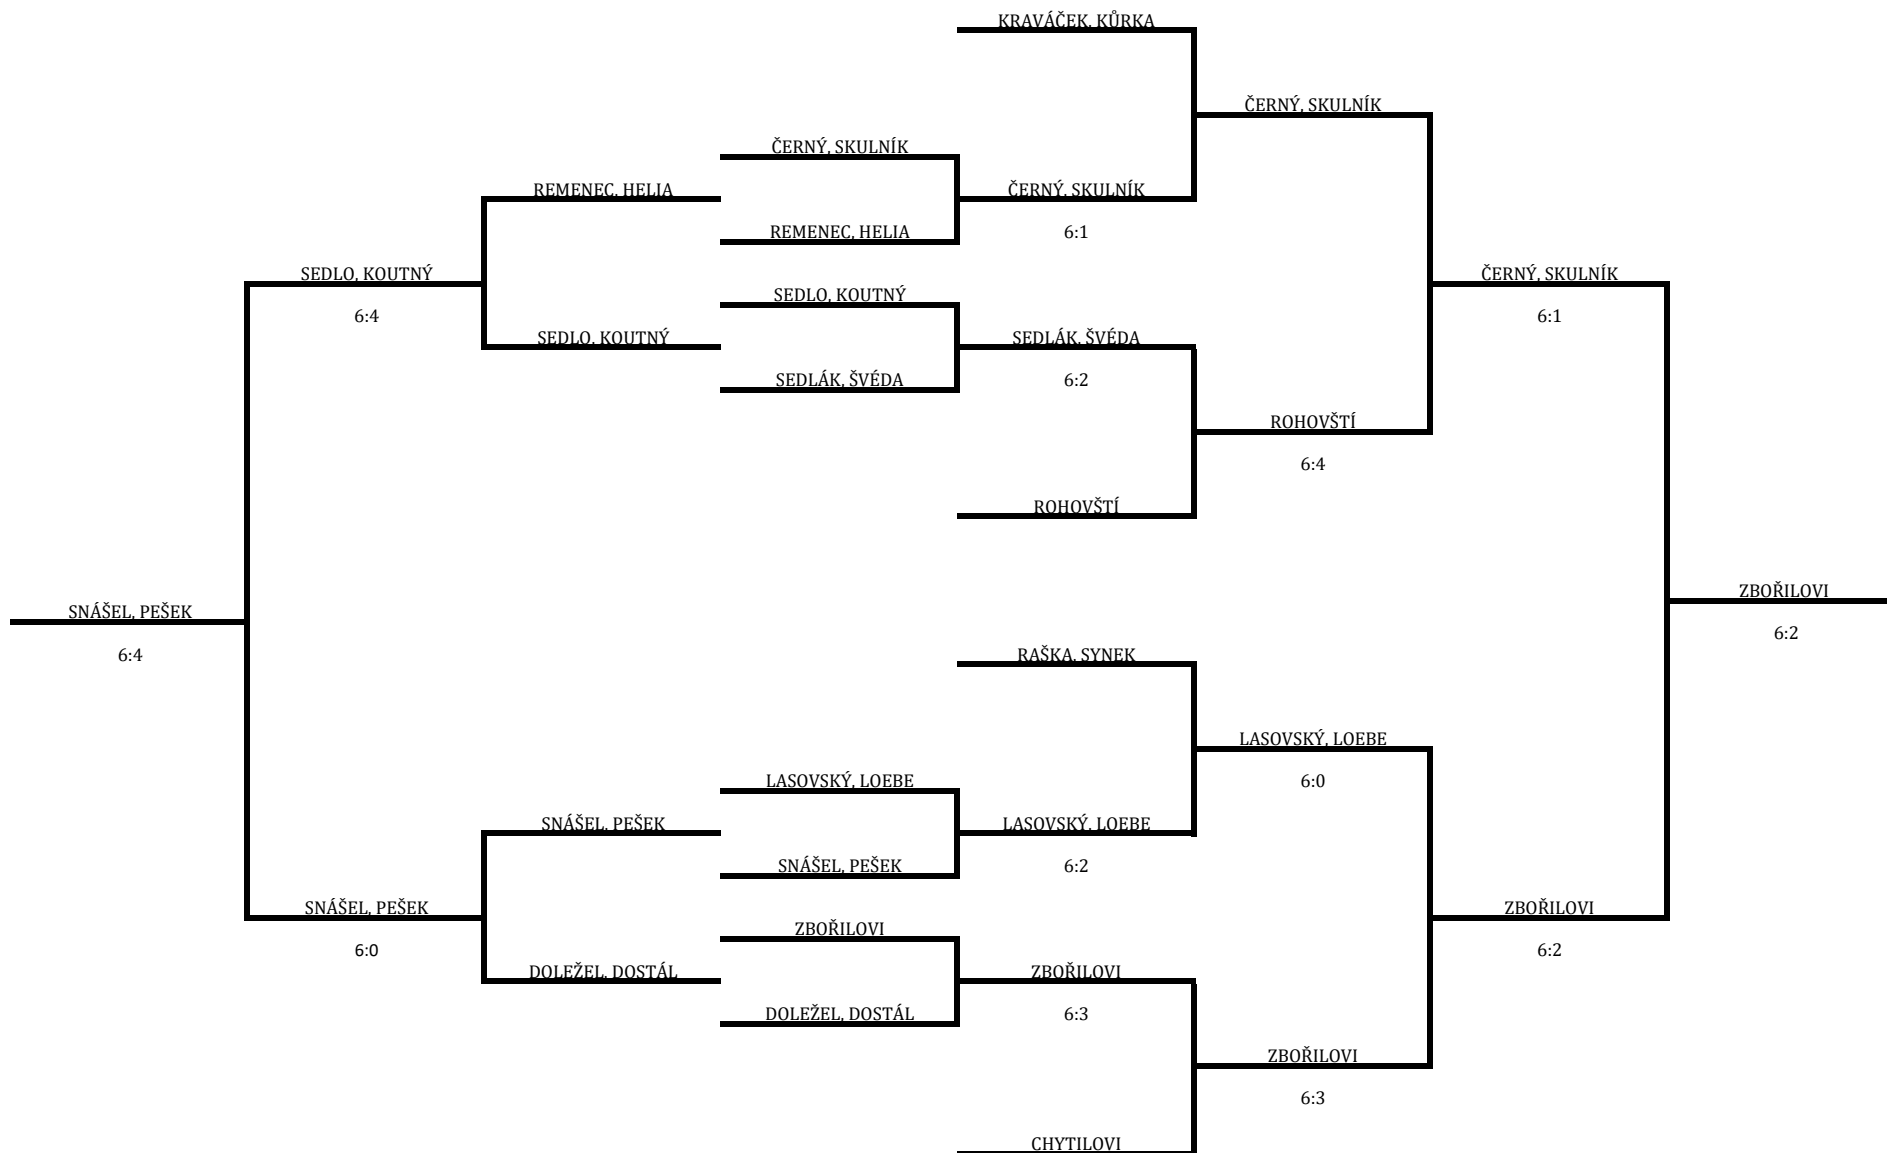 KRAVÁČEK, KŮRKA
ČERNÝ, SKULNÍK
ČERNÝ, SKULNÍK
REMENEC, HELIA
ČERNÝ, SKULNÍK
REMENEC, HELIA
6:1
SEDLO, KOUTNÝ
ČERNÝ, SKULNÍK
SEDLO, KOUTNÝ
6:4
6:1
SEDLO, KOUTNÝ
SEDLÁK, ŠVÉDA
SEDLÁK, ŠVÉDA
6:2
ROHOVŠTÍ
6:4
ROHOVŠTÍ
ZBOŘILOVI
SNÁŠEL, PEŠEK
6:2
6:4
RAŠKA, SYNEK
LASOVSKÝ, LOEBE
LASOVSKÝ, LOEBE
6:0
SNÁŠEL, PEŠEK
LASOVSKÝ, LOEBE
SNÁŠEL, PEŠEK
6:2
SNÁŠEL, PEŠEK
ZBOŘILOVI
ZBOŘILOVI
6:0
6:2
DOLEŽEL, DOSTÁL
ZBOŘILOVI
DOLEŽEL, DOSTÁL
6:3
ZBOŘILOVI
6:3
CHYTILOVI